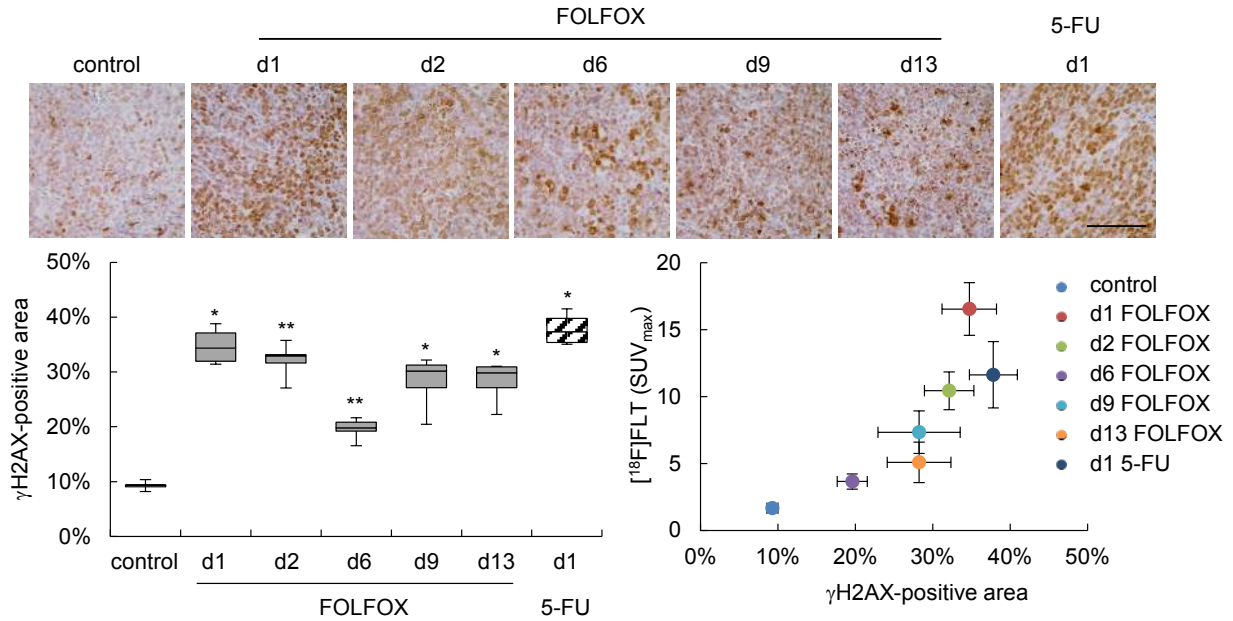 FOLFOX
5-FU
control d1 d2 d6 d9 d13 d1
50%
40%
30%
20%
10%
0%
γH2AX-positive area
* ** ** * * *
control d1 d2 d6 d9 d13 d1
FOLFOX 5-FU
20
15
10
5
0
[¹⁸F]FLT (SUVmax)
0% 10% 20% 30% 40% 50%
γH2AX-positive area
control
d1 FOLFOX
d2 FOLFOX
d6 FOLFOX
d9 FOLFOX
d13 FOLFOX
d1 5-FU